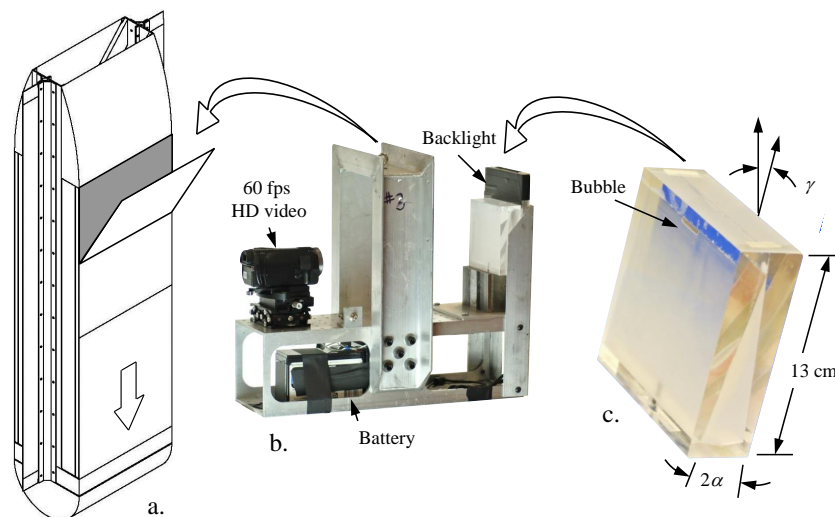 60 fps
HD video
Backlight
#3
Battery
Bubble
γ
13 cm
2α
a.
b.
c.